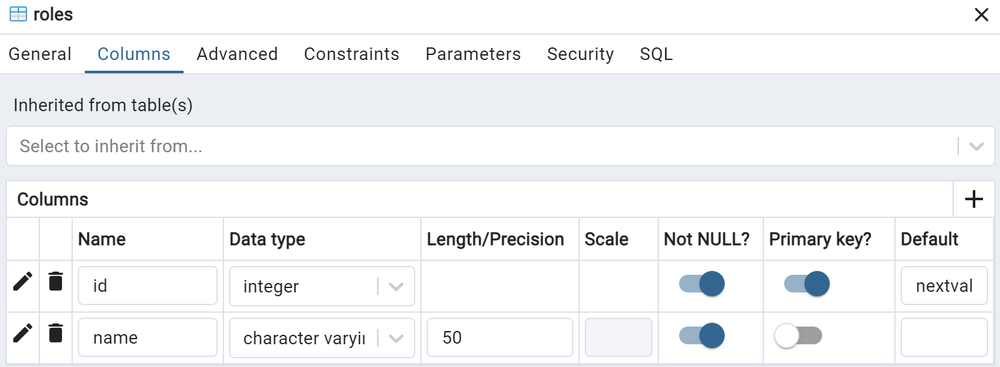 roles
General Columns Advanced Constraints Parameters Security SQL
Inherited from table(s)
Select to inherit from...
Columns
Name Data type Length/Precision Scale Not NULL? Primary key? Default
id integer nextval
name character 50